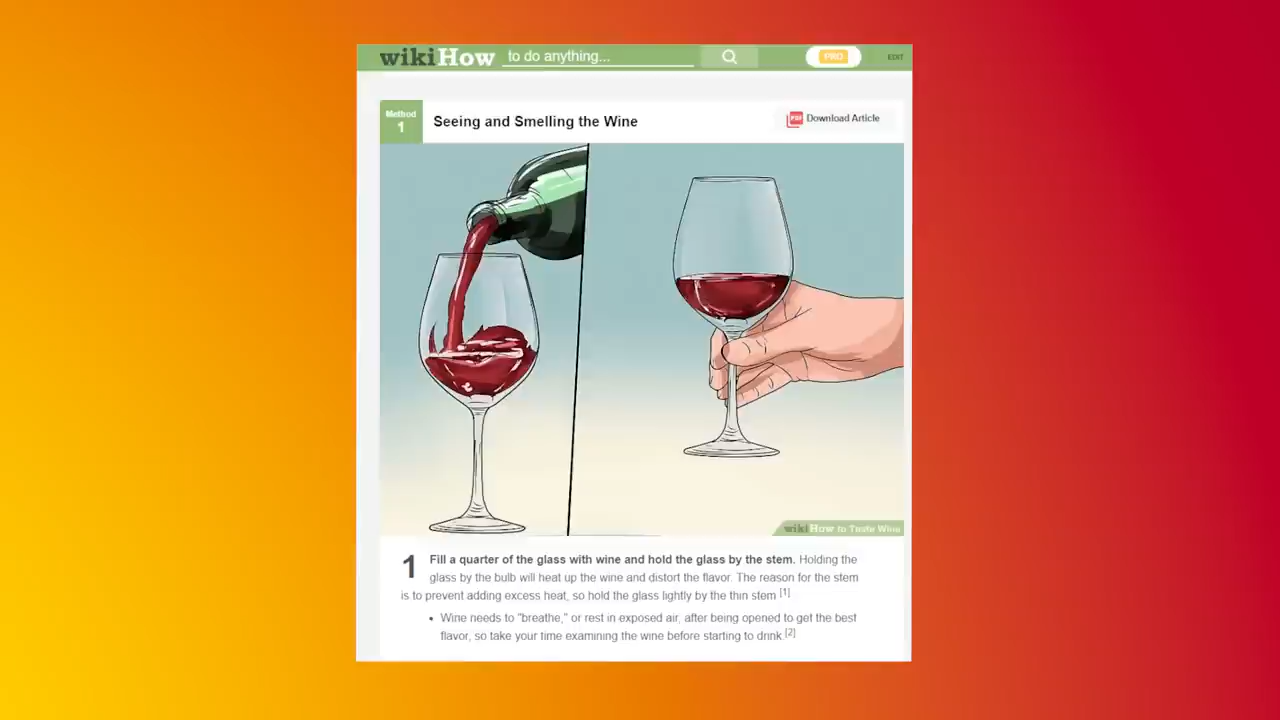 wikiHow to do anything... PRO EDIT
Method
1
Seeing and Smelling the Wine
PDF Download Article
wikiHow to Taste Wine
1 Fill a quarter of the glass with wine and hold the glass by the stem. Holding the
glass by the bulb will heat up the wine and distort the flavor. The reason for the stem
is to prevent adding excess heat, so hold the glass lightly by the thin stem.[1]
• Wine needs to "breathe," or rest in exposed air, after being opened to get the best
flavor, so take your time examining the wine before starting to drink.[2]